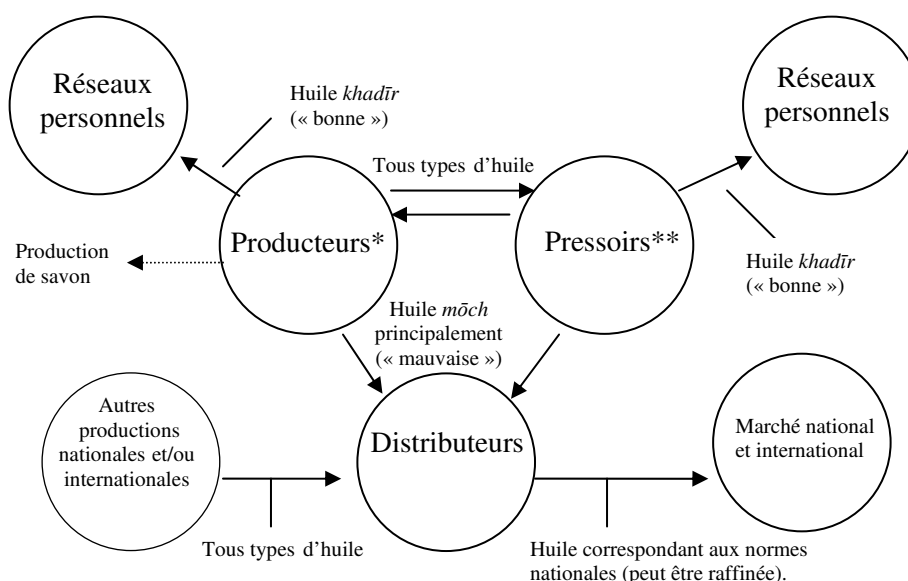 Réseaux
personnels
Réseaux
personnels
Huile khadīr
(« bonne »)
Tous types d’huile
Producteurs*
Pressoirs**
Production
de savon
Huile khadīr
(« bonne »)
Huile mōch
principalement
(« mauvaise »)
Autres
productions
nationales et/ou
internationales
Distributeurs
Marché national
et international
Tous types d’huile
Huile correspondant aux normes
nationales (peut être raffinée).